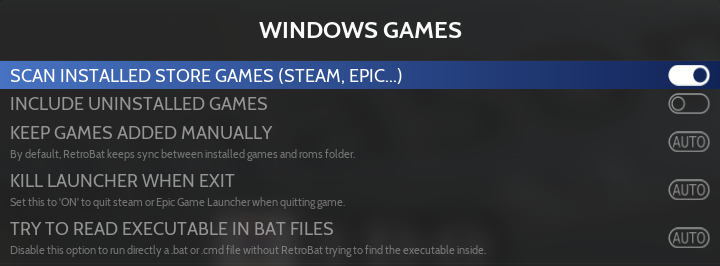 WINDOWS GAMES
SCAN INSTALLED STORE GAMES (STEAM, EPIC...)
INCLUDE UNINSTALLED GAMES
KEEP GAMES ADDED MANUALLY
AUTO
By default, RetroBat keeps sync between installed games and roms folder.
KILL LAUNCHER WHEN EXIT
AUTO
Set this to 'ON' to quit steam or Epic Game Launcher when quitting game.
TRY TO READ EXECUTABLE IN BAT FILES
AUTO
Disable this option to run directly a .bat or .cmd file without RetroBat trying to find the executable inside.